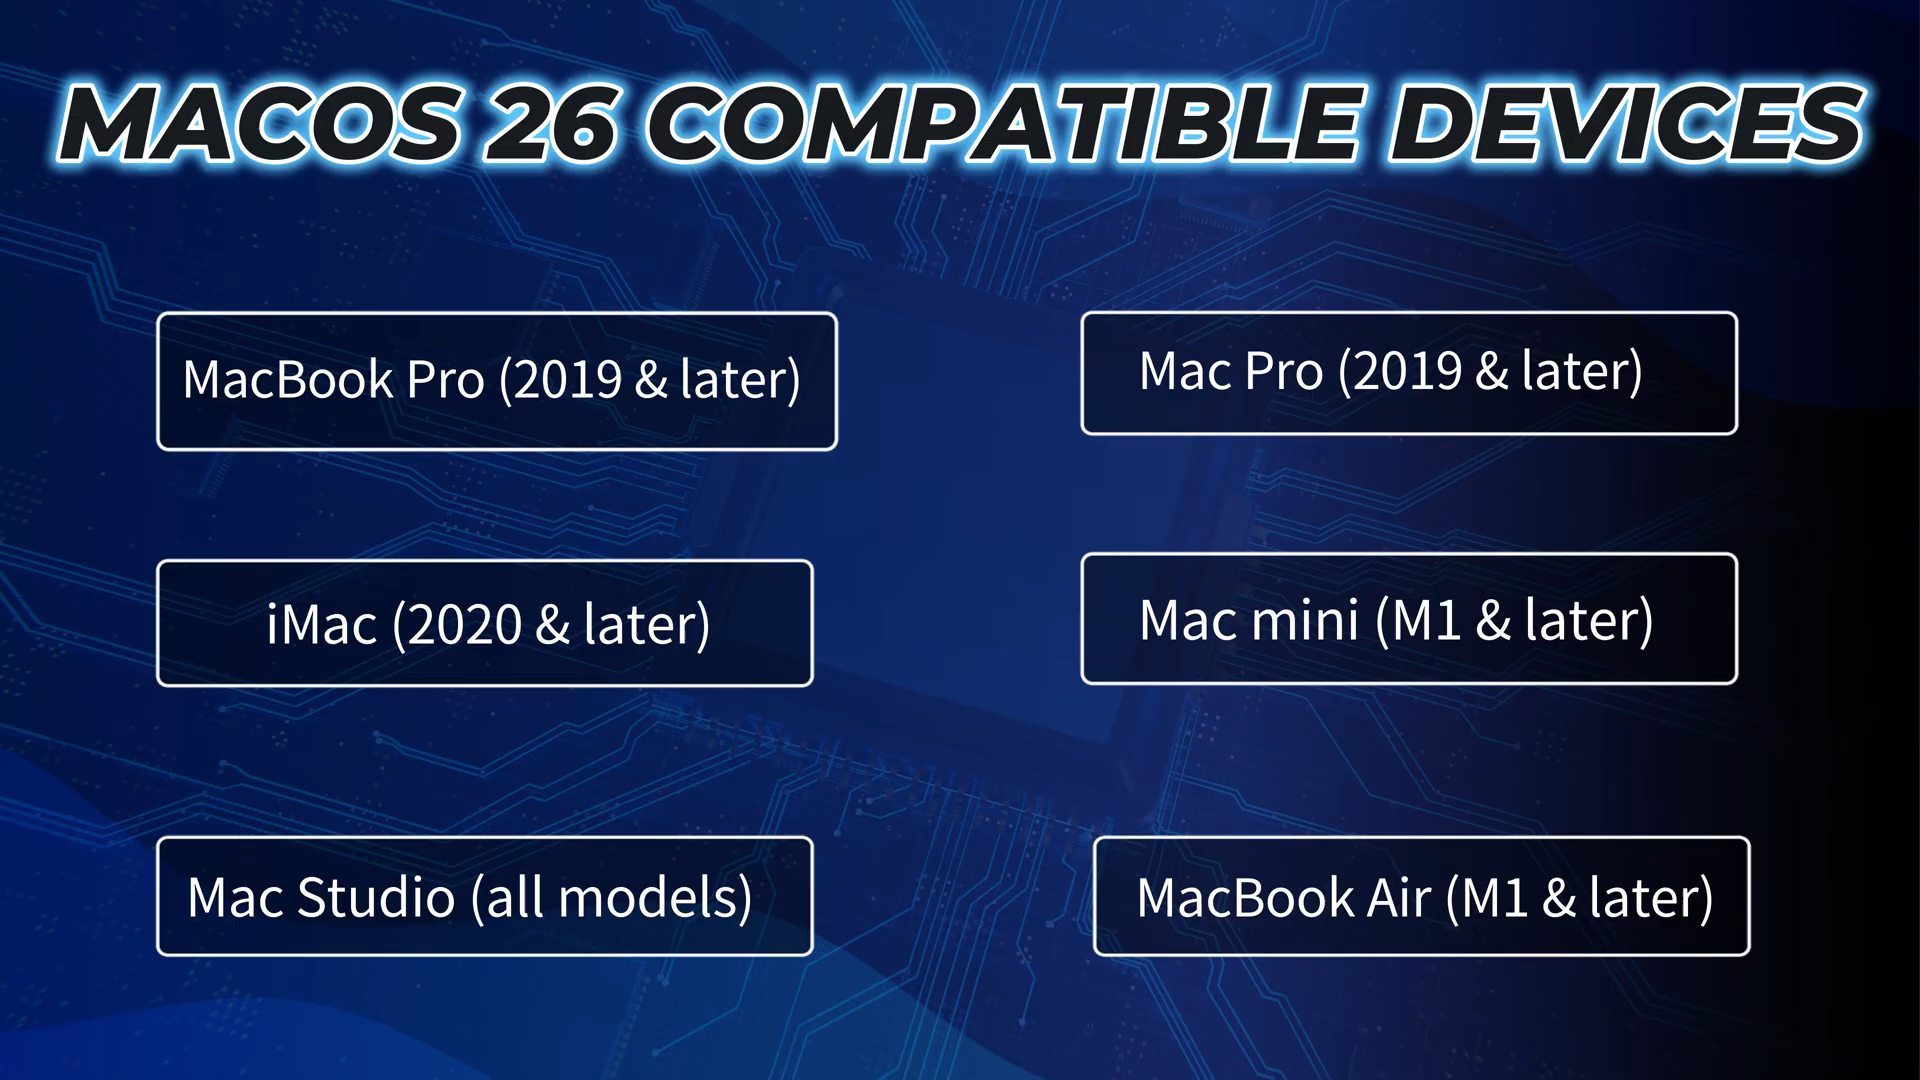 MACOS 26 COMPATIBLE DEVICES
MacBook Pro (2019 & later)
Mac Pro (2019 & later)
iMac (2020 & later)
Mac mini (M1 & later)
Mac Studio (all models)
MacBook Air (M1 & later)